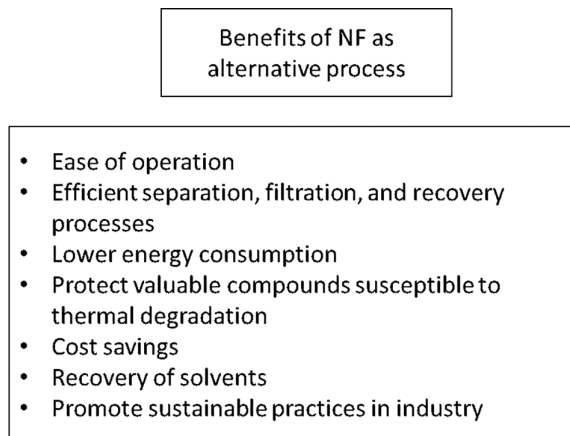 Benefits of NF as
alternative process
• Ease of operation
• Efficient separation, filtration, and recovery
processes
• Lower energy consumption
• Protect valuable compounds susceptible to
thermal degradation
• Cost savings
• Recovery of solvents
• Promote sustainable practices in industry